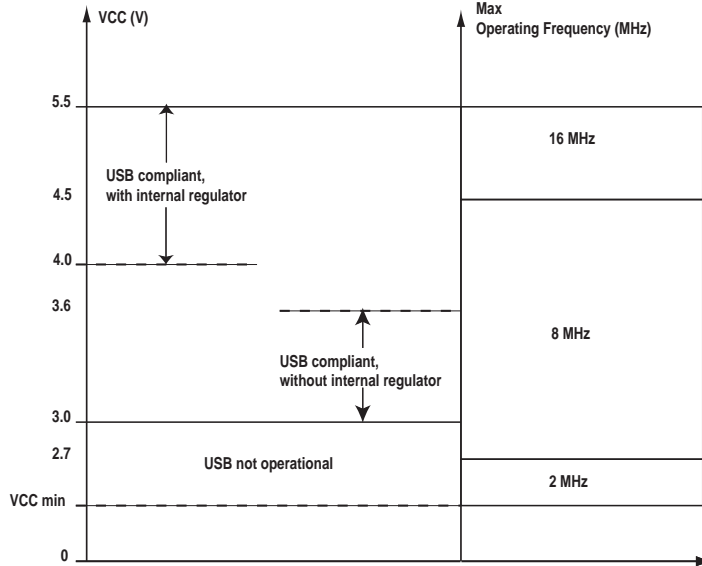 VCC (V)
Max
Operating Frequency (MHz)
5.5
16 MHz
USB compliant,
with internal regulator
4.5
4.0
3.6
8 MHz
USB compliant,
without internal regulator
3.0
2.7
USB not operational
2 MHz
VCC min
0